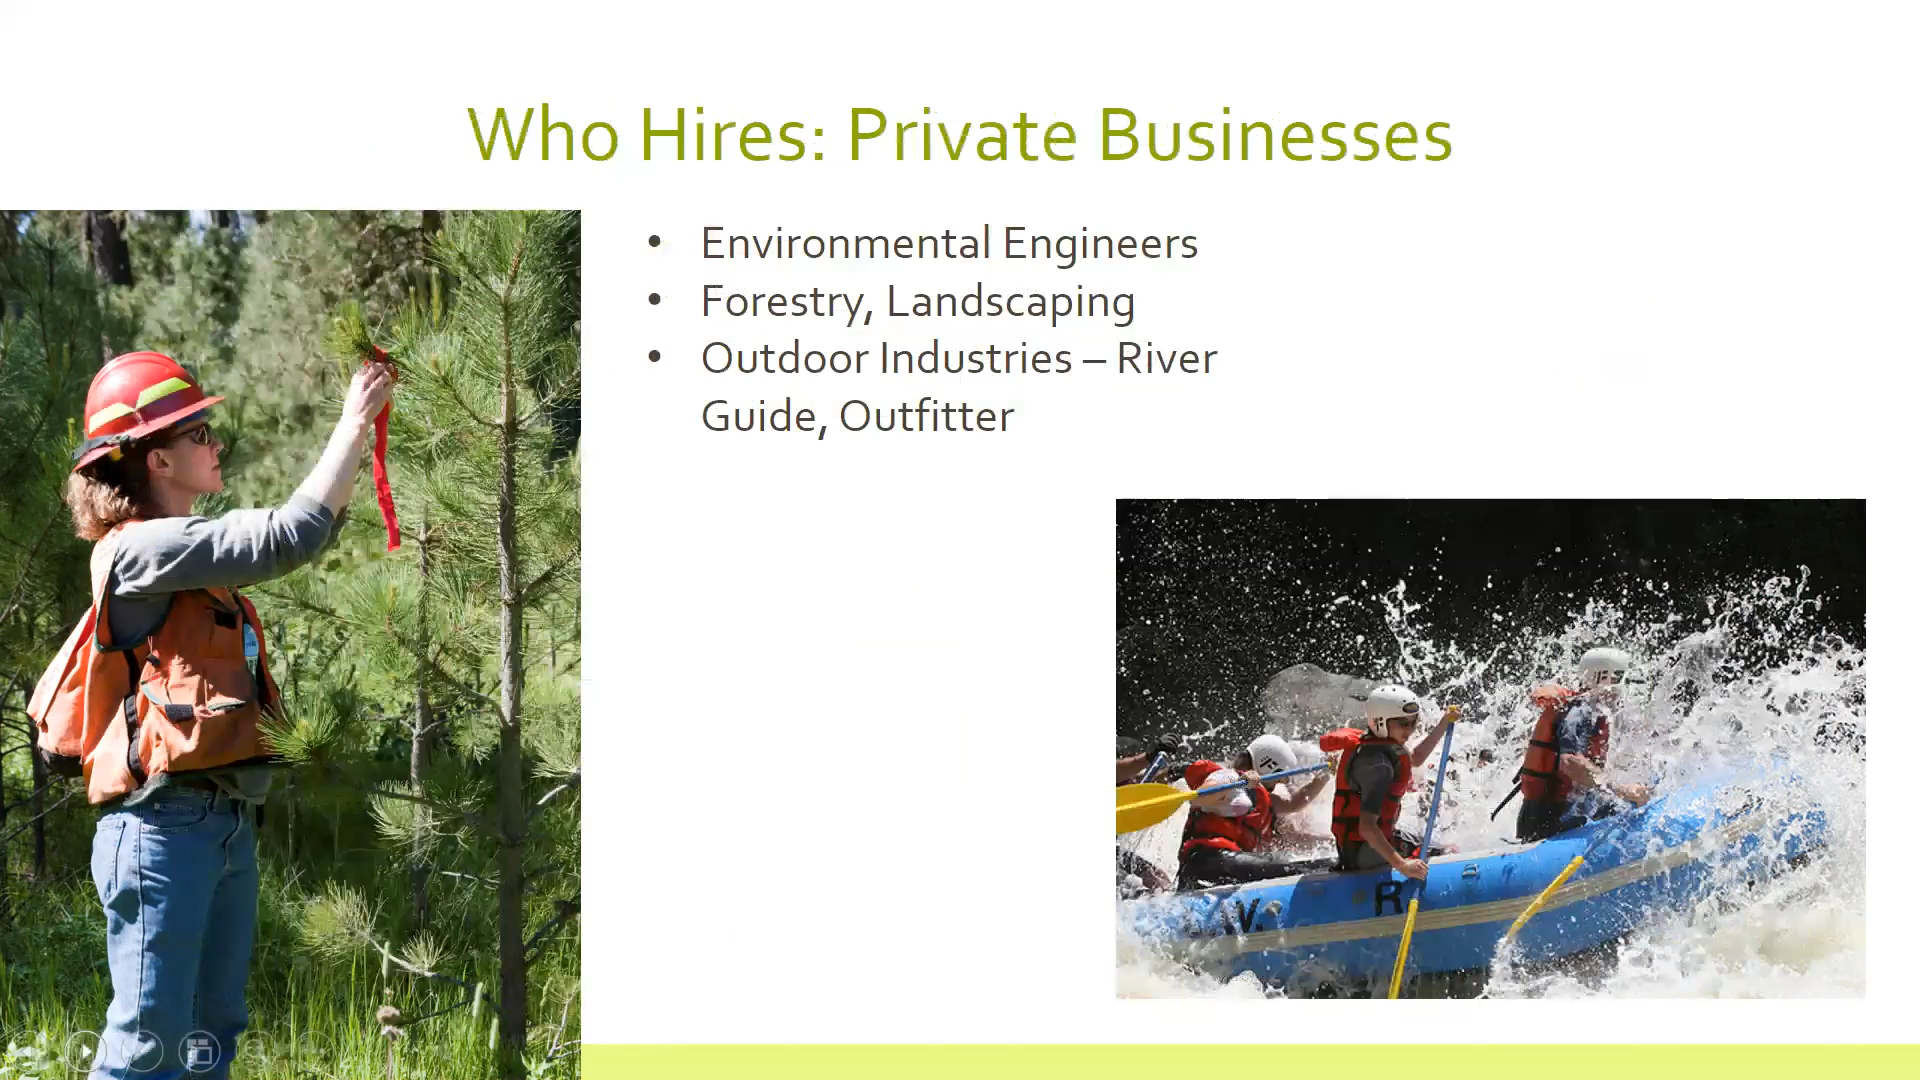 Who Hires: Private Businesses
• Environmental Engineers
• Forestry, Landscaping
• Outdoor Industries – River
Guide, Outfitter